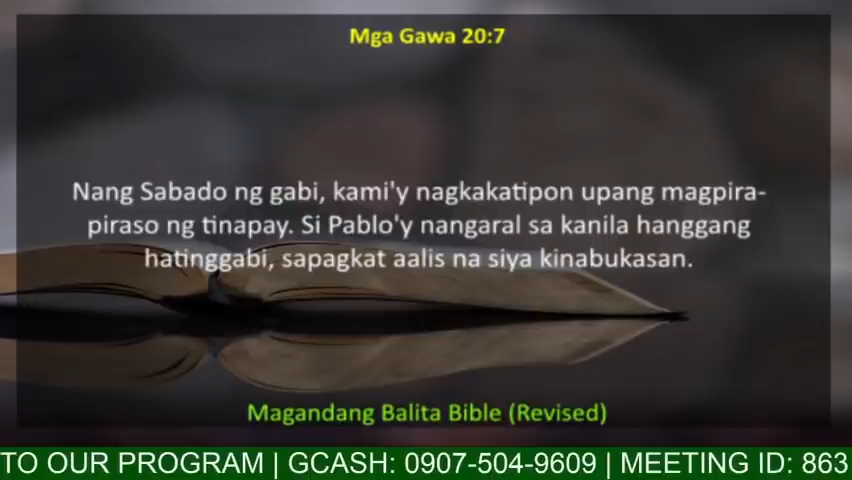 Mga Gawa 20:7
Nang Sabado ng gabi, kami'y nagkakatipon upang magpira-
piraso ng tinapay. Si Pablo'y nangaral sa kanila hanggang
hatinggabi, sapagkat aalis na siya kinabukasan.
Magandang Balita Bible (Revised)
TO OUR PROGRAM | GCASH: 0907-504-9609 | MEETING ID: 863